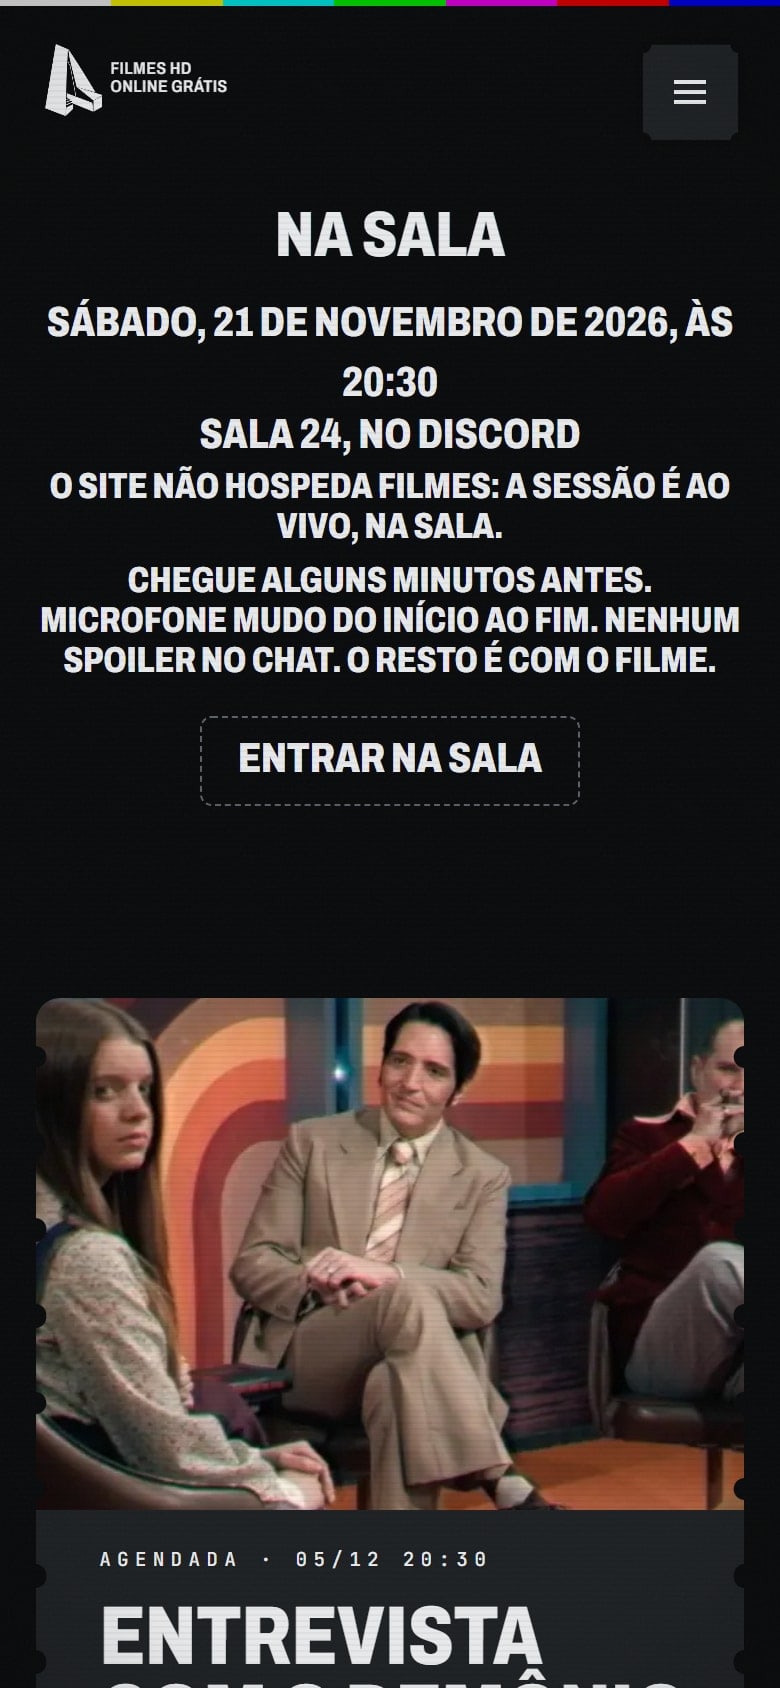 FILMES HD
ONLINE GRÁTIS
NA SALA
SÁBADO, 21 DE NOVEMBRO DE 2026, ÀS
20:30
SALA 24, NO DISCORD
O SITE NÃO HOSPEDA FILMES: A SESSÃO É AO
VIVO, NA SALA.
CHEGUE ALGUNS MINUTOS ANTES.
MICROFONE MUDO DO INÍCIO AO FIM. NENHUM
SPOILER NO CHAT. O RESTO É COM O FILME.
ENTRAR NA SALA
AGENDADA · 05/12 20:30
ENTREVISTA
COM O DEMÔNIO